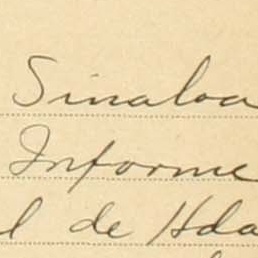 Sinaloa
Informe
l de Hda